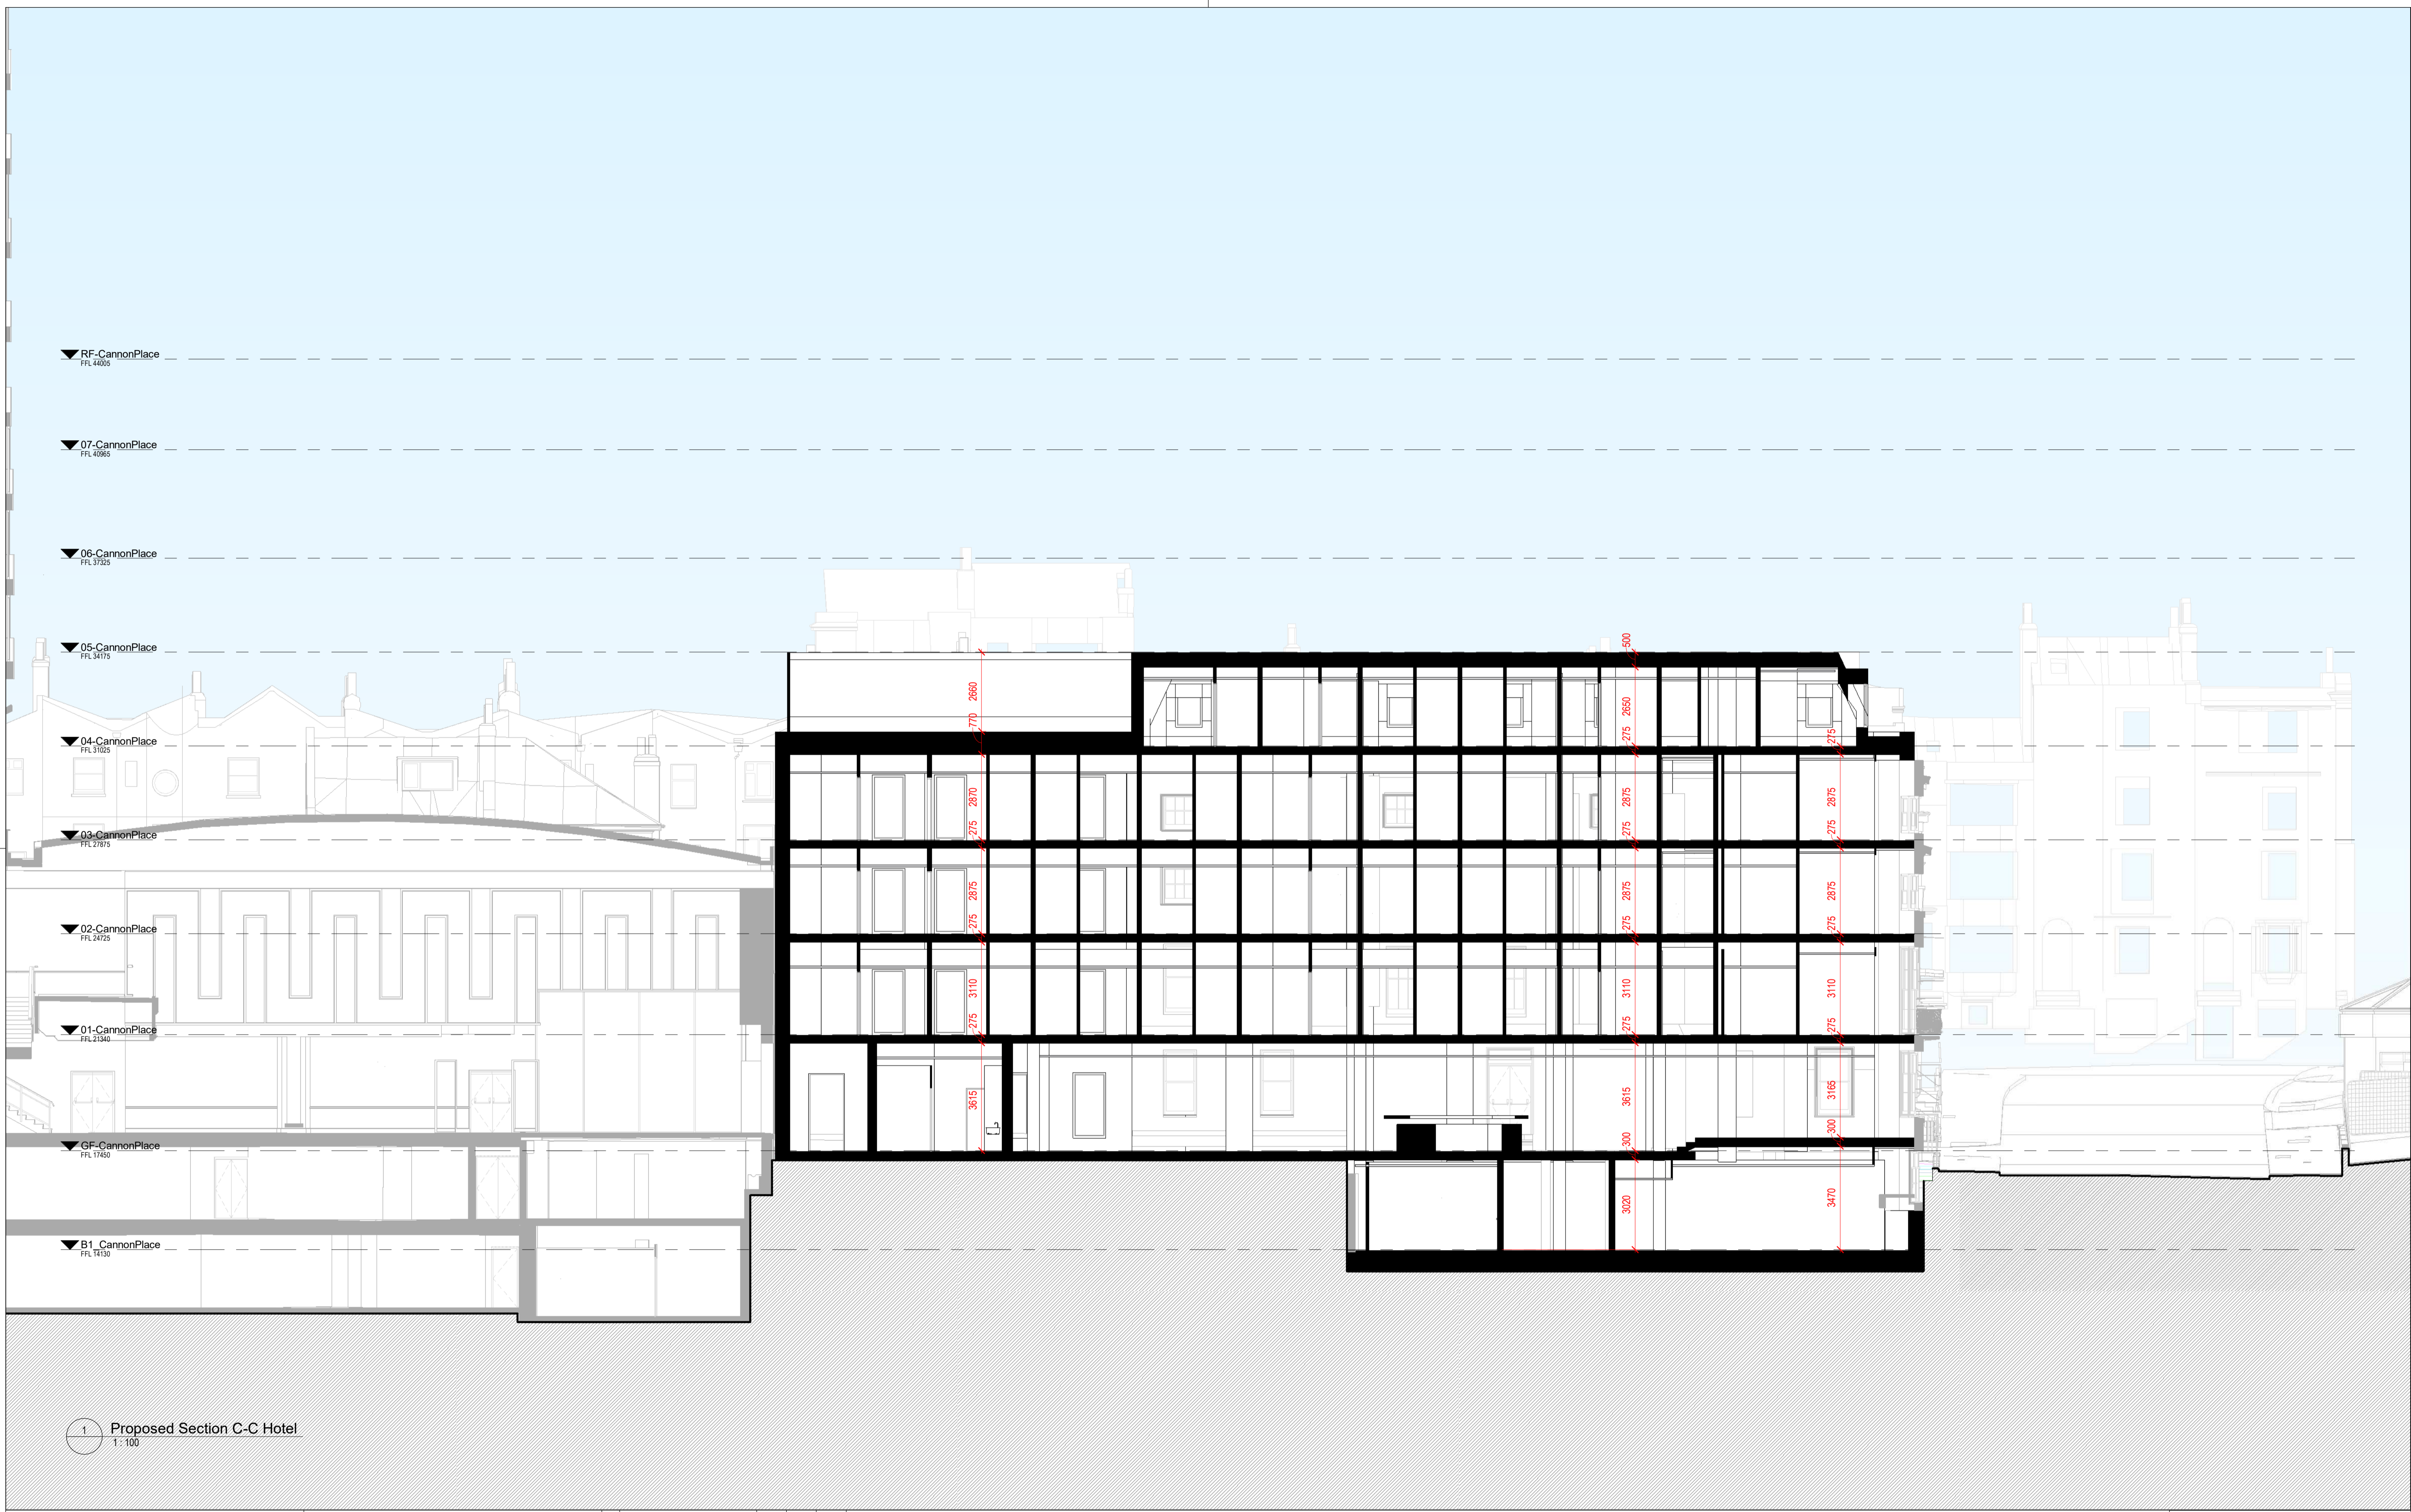 RF-CannonPlace
FFL 44005
07-CannonPlace
FFL 40965
06-CannonPlace
FFL 37325
05-CannonPlace
FFL 34175
500
2660
2650
770
275
275
04-CannonPlace
FFL 31025
2870
2875
2875
275
275
275
03-CannonPlace
FFL 27875
2875
2875
2875
275
275
275
02-CannonPlace
FFL 24725
3110
3110
3110
275
275
275
01-CannonPlace
FFL 21340
3615
3615
3165
300
300
GF-CannonPlace
FFL 17450
3020
3470
B1_CannonPlace
FFL 14130
1
Proposed Section C-C Hotel
1 : 100